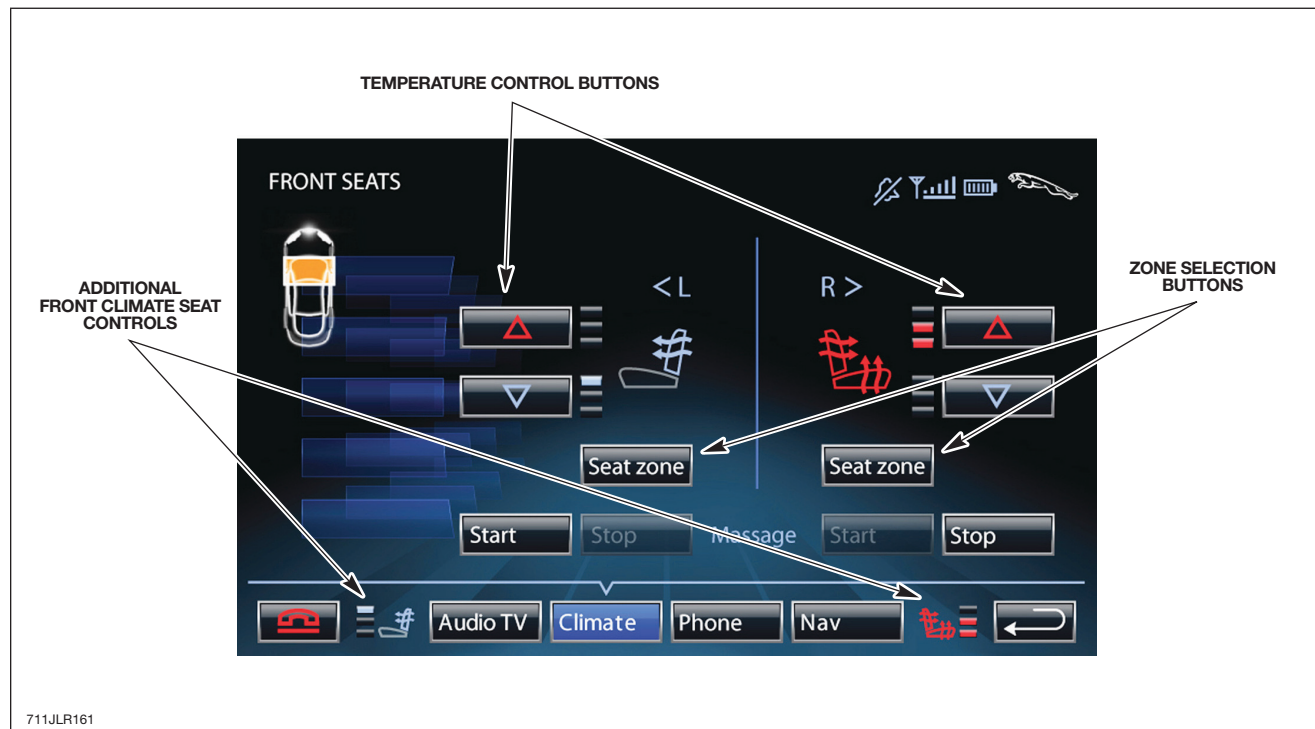 TEMPERATURE CONTROL BUTTONS
FRONT SEATS
ADDITIONAL
FRONT CLIMATE SEAT
CONTROLS
ZONE SELECTION
BUTTONS
< L
R >
Seat zone
Seat zone
Start
Stop
Massage
Start
Stop
Audio TV
Climate
Phone
Nav
711JLR161